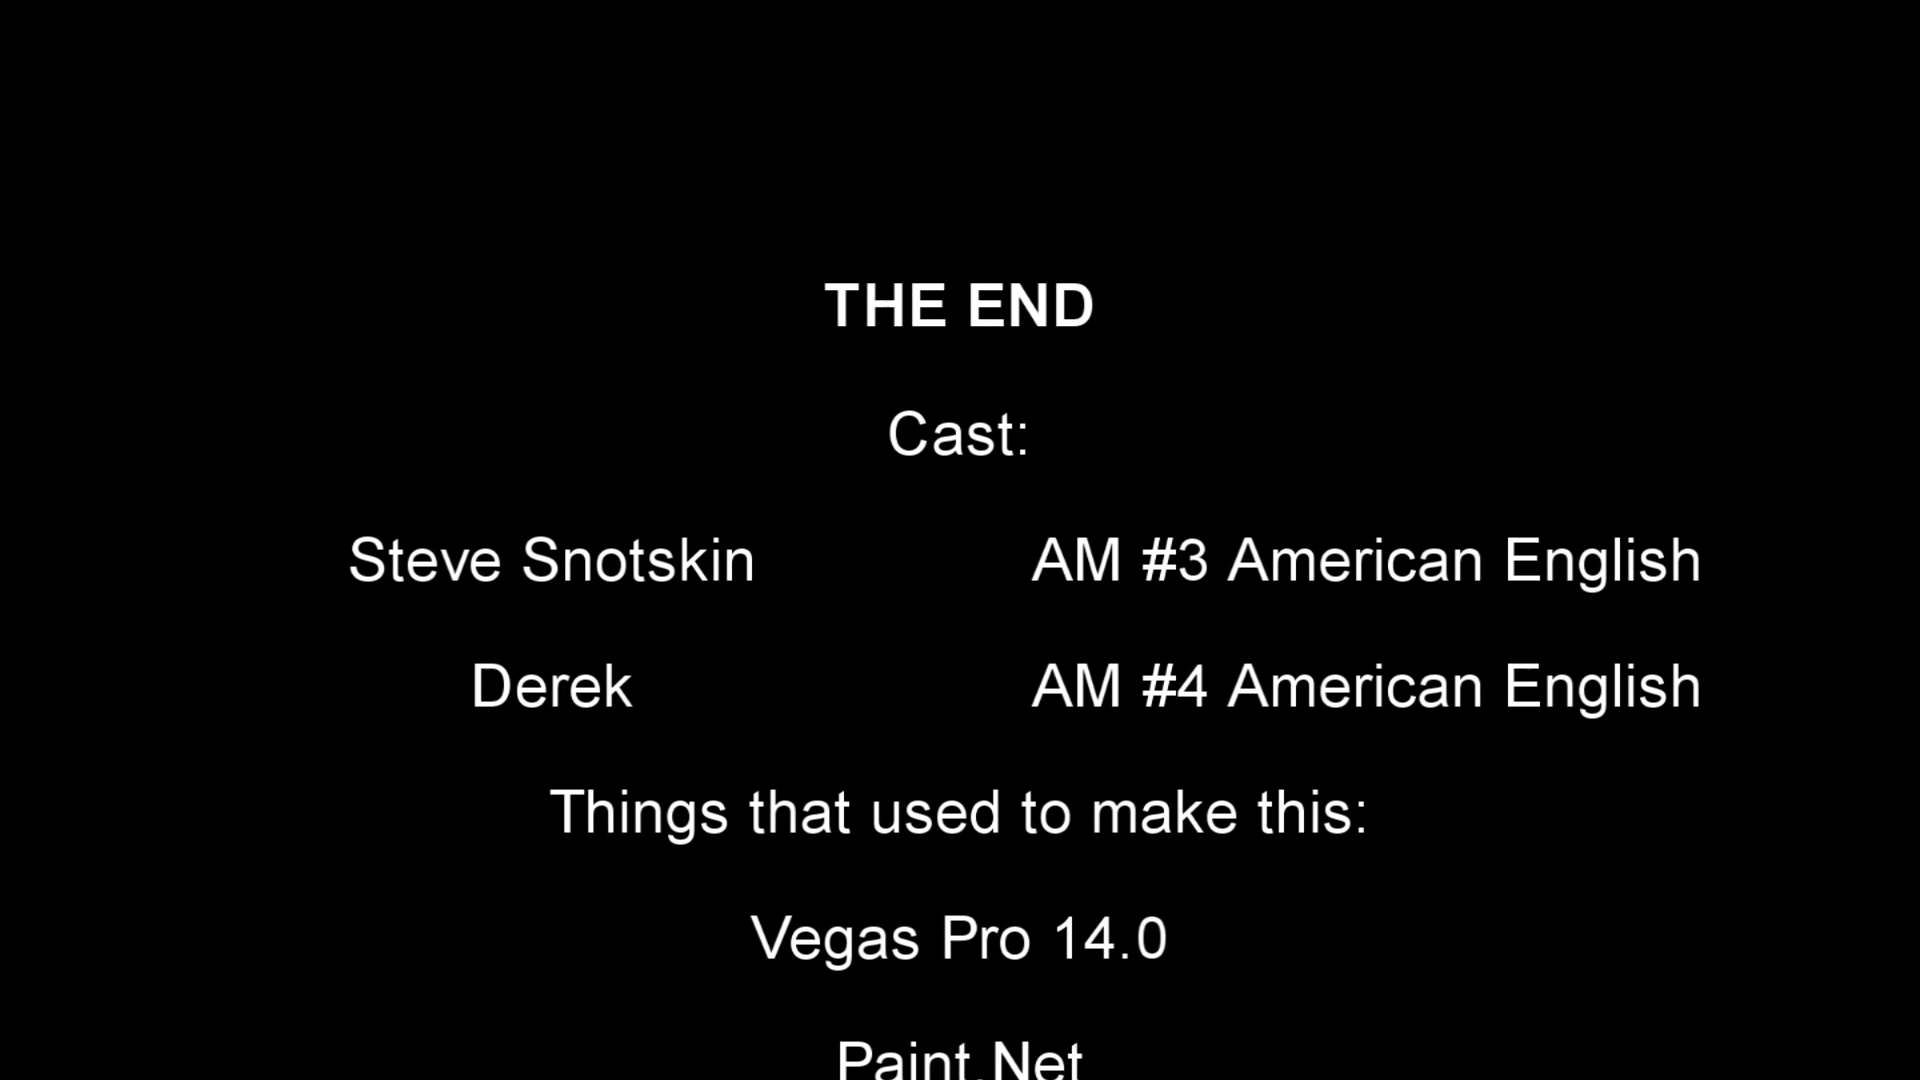 THE END
Cast:
Steve Snotskin AM #3 American English
Derek AM #4 American English
Things that used to make this:
Vegas Pro 14.0
Paint.Net